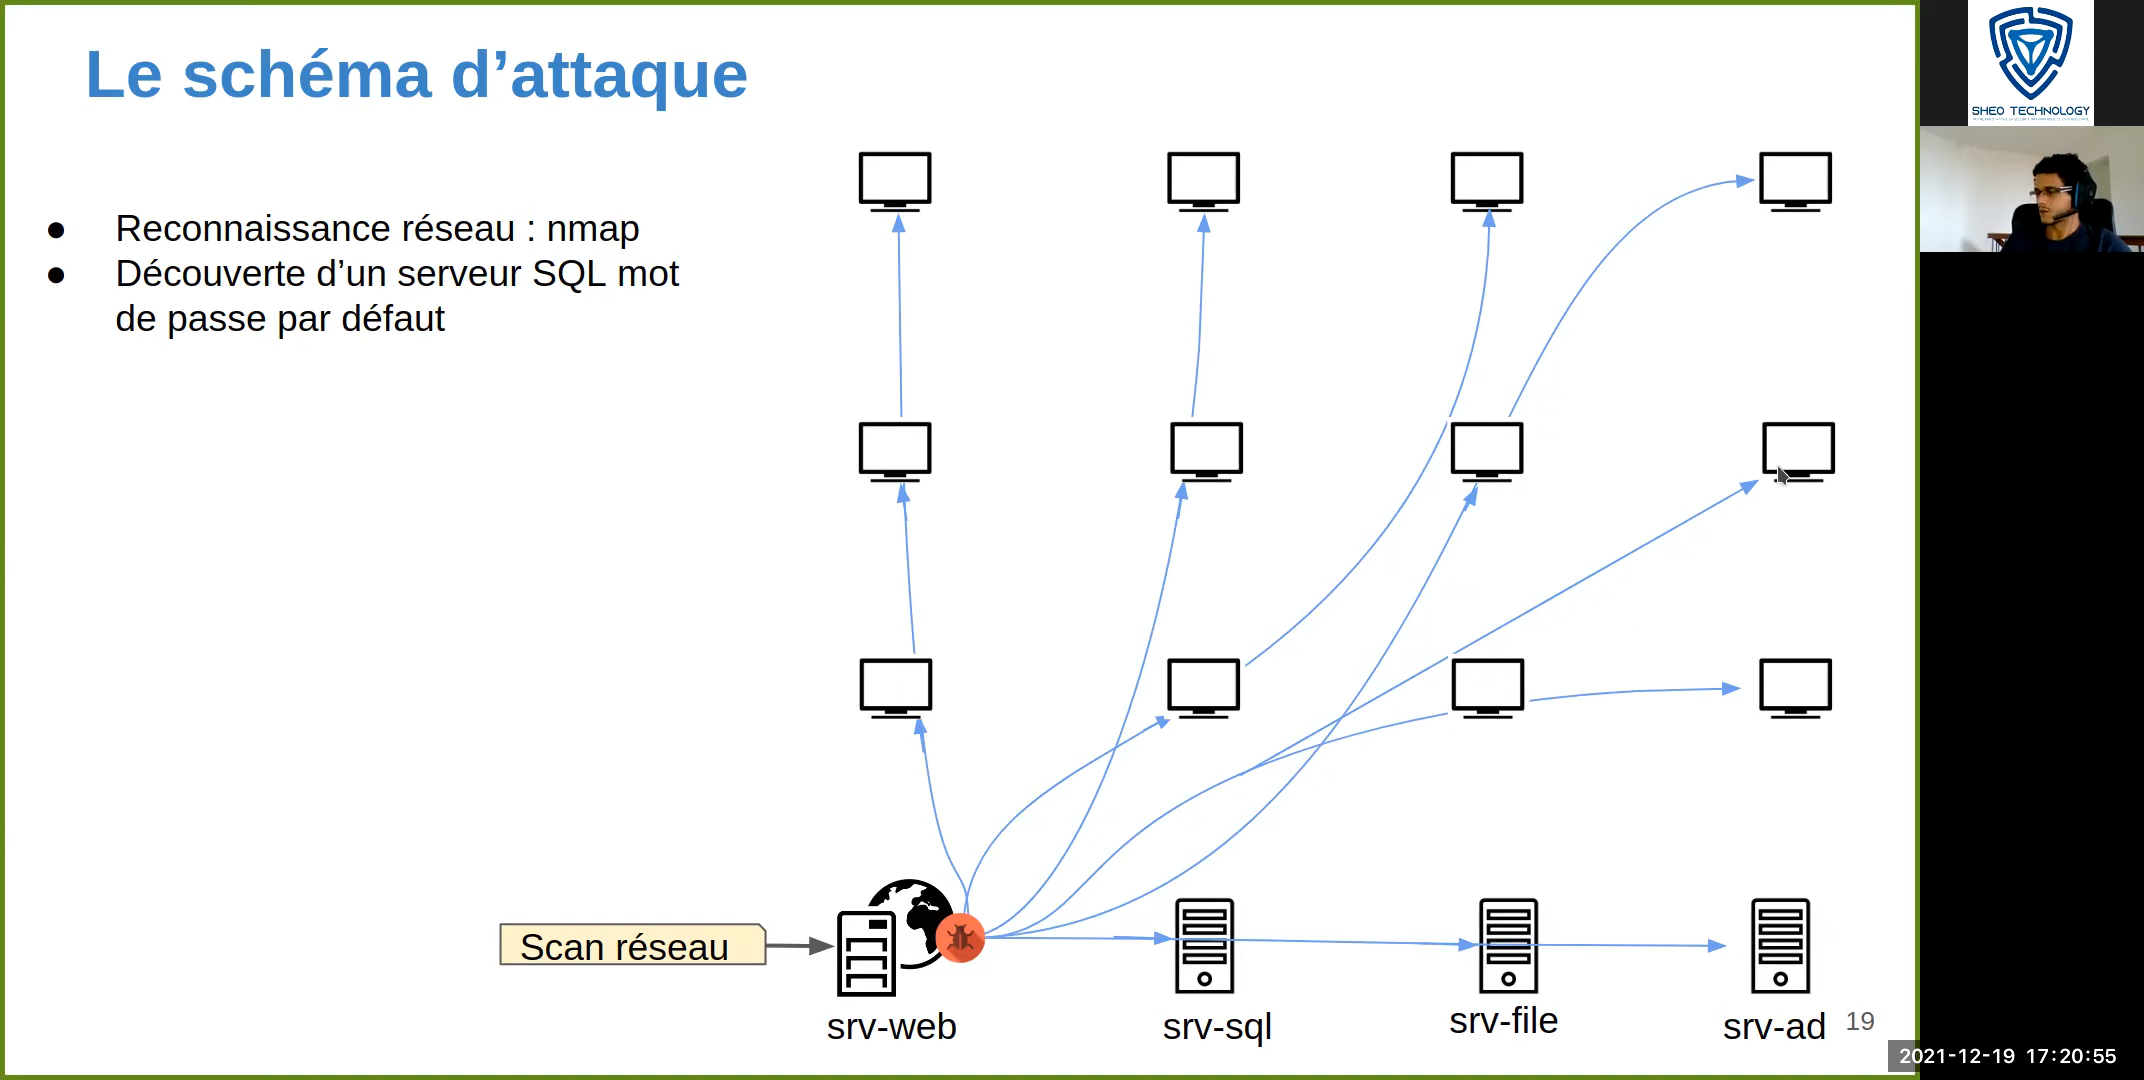 Le schéma d’attaque
● Reconnaissance réseau : nmap
● Découverte d’un serveur SQL mot
de passe par défaut
Scan réseau
srv-web
srv-sql
srv-file
srv-ad
19
SHEO TECHNOLOGY
2021-12-19 17:20:55